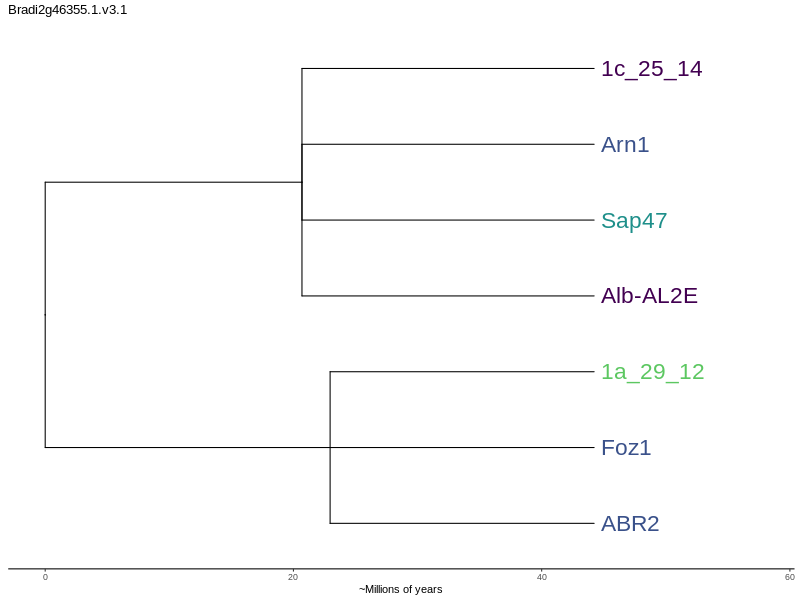 Bradi2g46355.1.v3.1
1c_25_14
Arn1
Sap47
Alb-AL2E
1a_29_12
Foz1
ABR2
0 20 40 60
~Millions of years